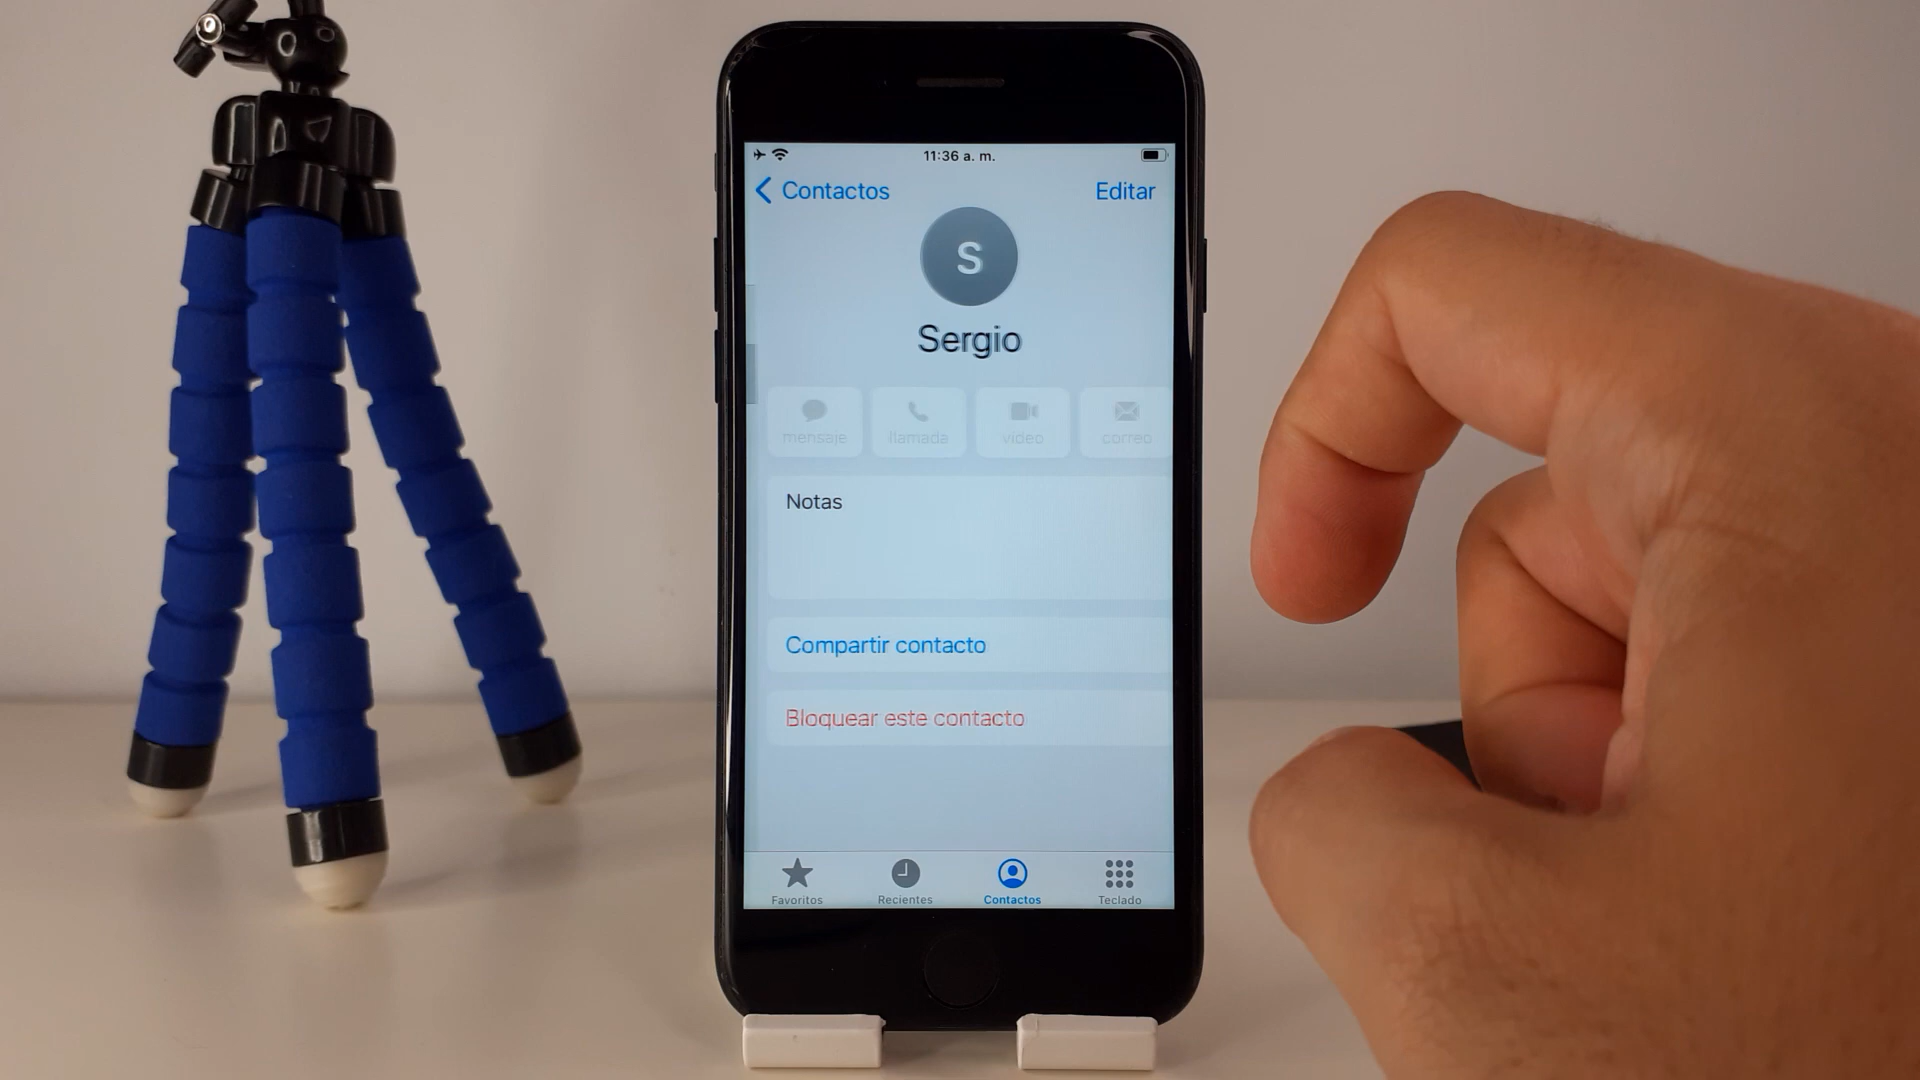 11:36 a. m.
Contactos
Editar
S
Sergio
mensaje
llamada
video
correo
Notas
Compartir contacto
Bloquear este contacto
Favoritos
Recientes
Contactos
Teclado